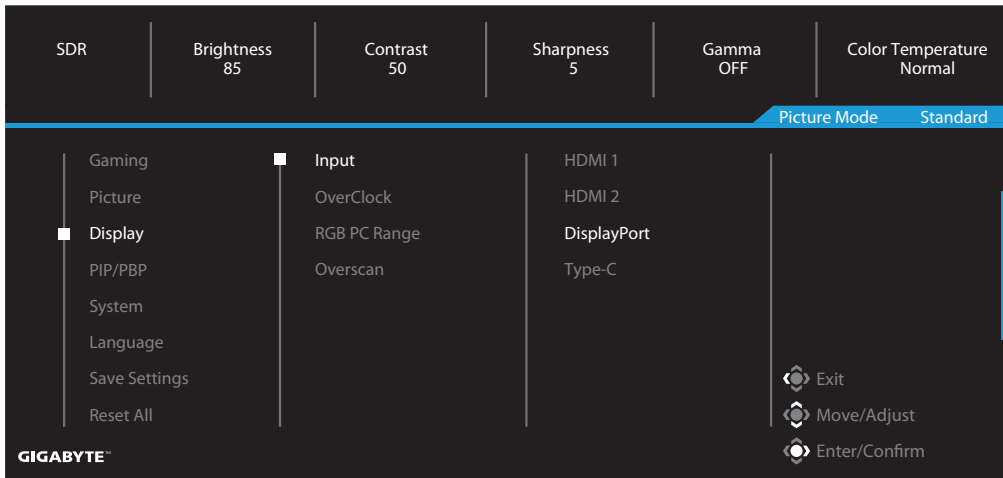 SDR Brightness Contrast Sharpness Gamma Color Temperature
85 50 5 OFF Normal
Picture Mode Standard
Gaming Input HDMI 1
Picture OverClock HDMI 2
Display RGB PC Range DisplayPort
PIP/PBP Overscan Type-C
System
Language
Save Settings Exit
Reset All Move/Adjust
GIGABYTE™ Enter/Confirm